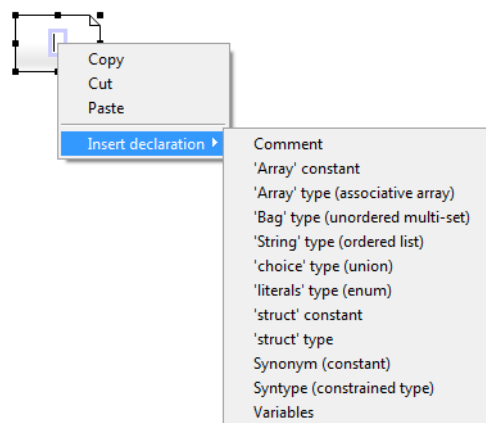 Copy
Cut
Paste
Insert declaration
Comment
'Array' constant
'Array' type (associative array)
'Bag' type (unordered multi-set)
'String' type (ordered list)
'choice' type (union)
'literals' type (enum)
'struct' constant
'struct' type
Synonym (constant)
Syntype (constrained type)
Variables